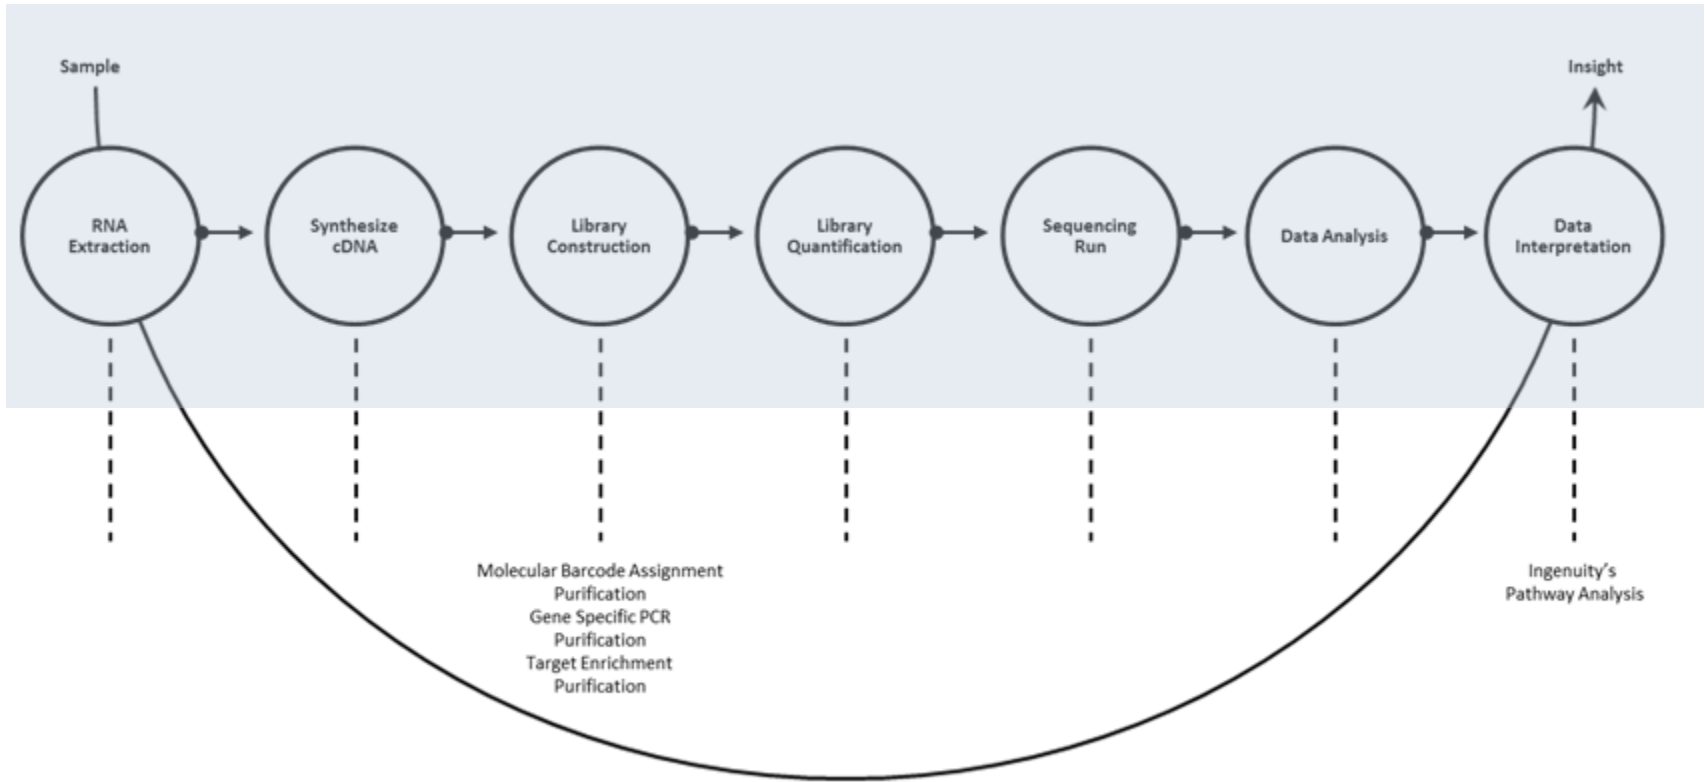 Sample
Insight
RNA
Extraction
Synthesize
cDNA
Library
Construction
Library
Quantification
Sequencing
Run
Data Analysis
Data
Interpretation
Molecular Barcode Assignment
Purification
Gene Specific PCR
Purification
Target Enrichment
Purification
Ingenuity's
Pathway Analysis